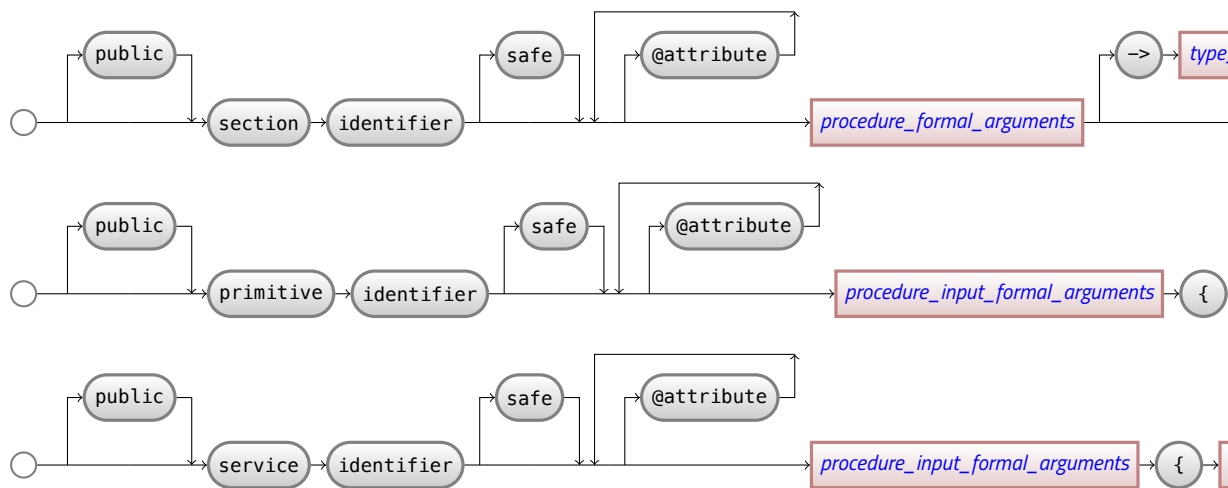 public safe @attribute -> type_
section identifier procedure_formal_arguments
public safe @attribute
primitive identifier procedure_input_formal_arguments {
public safe @attribute
service identifier procedure_input_formal_arguments {